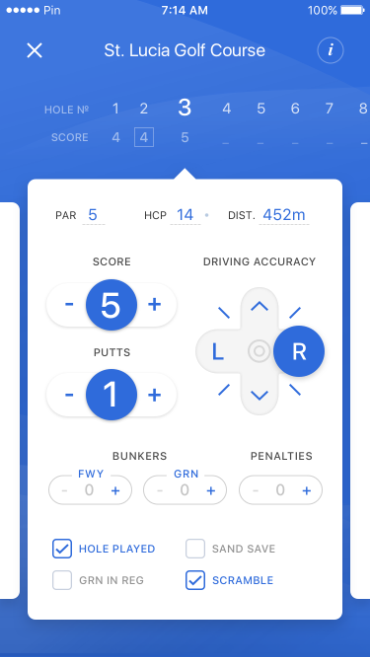 Pin 7:14 AM 100%
St. Lucia Golf Course i
HOLE Nº 1 2 3 4 5 6 7 8
SCORE 4 4 5 _ _ _ _ _
PAR 5 HCP 14 DIST. 452m
SCORE DRIVING ACCURACY
- 5 +
L R
PUTTS
- 1 +
BUNKERS PENALTIES
FWY GRN
- 0 + - 0 + - 0 +
HOLE PLAYED SAND SAVE
GRN IN REG SCRAMBLE